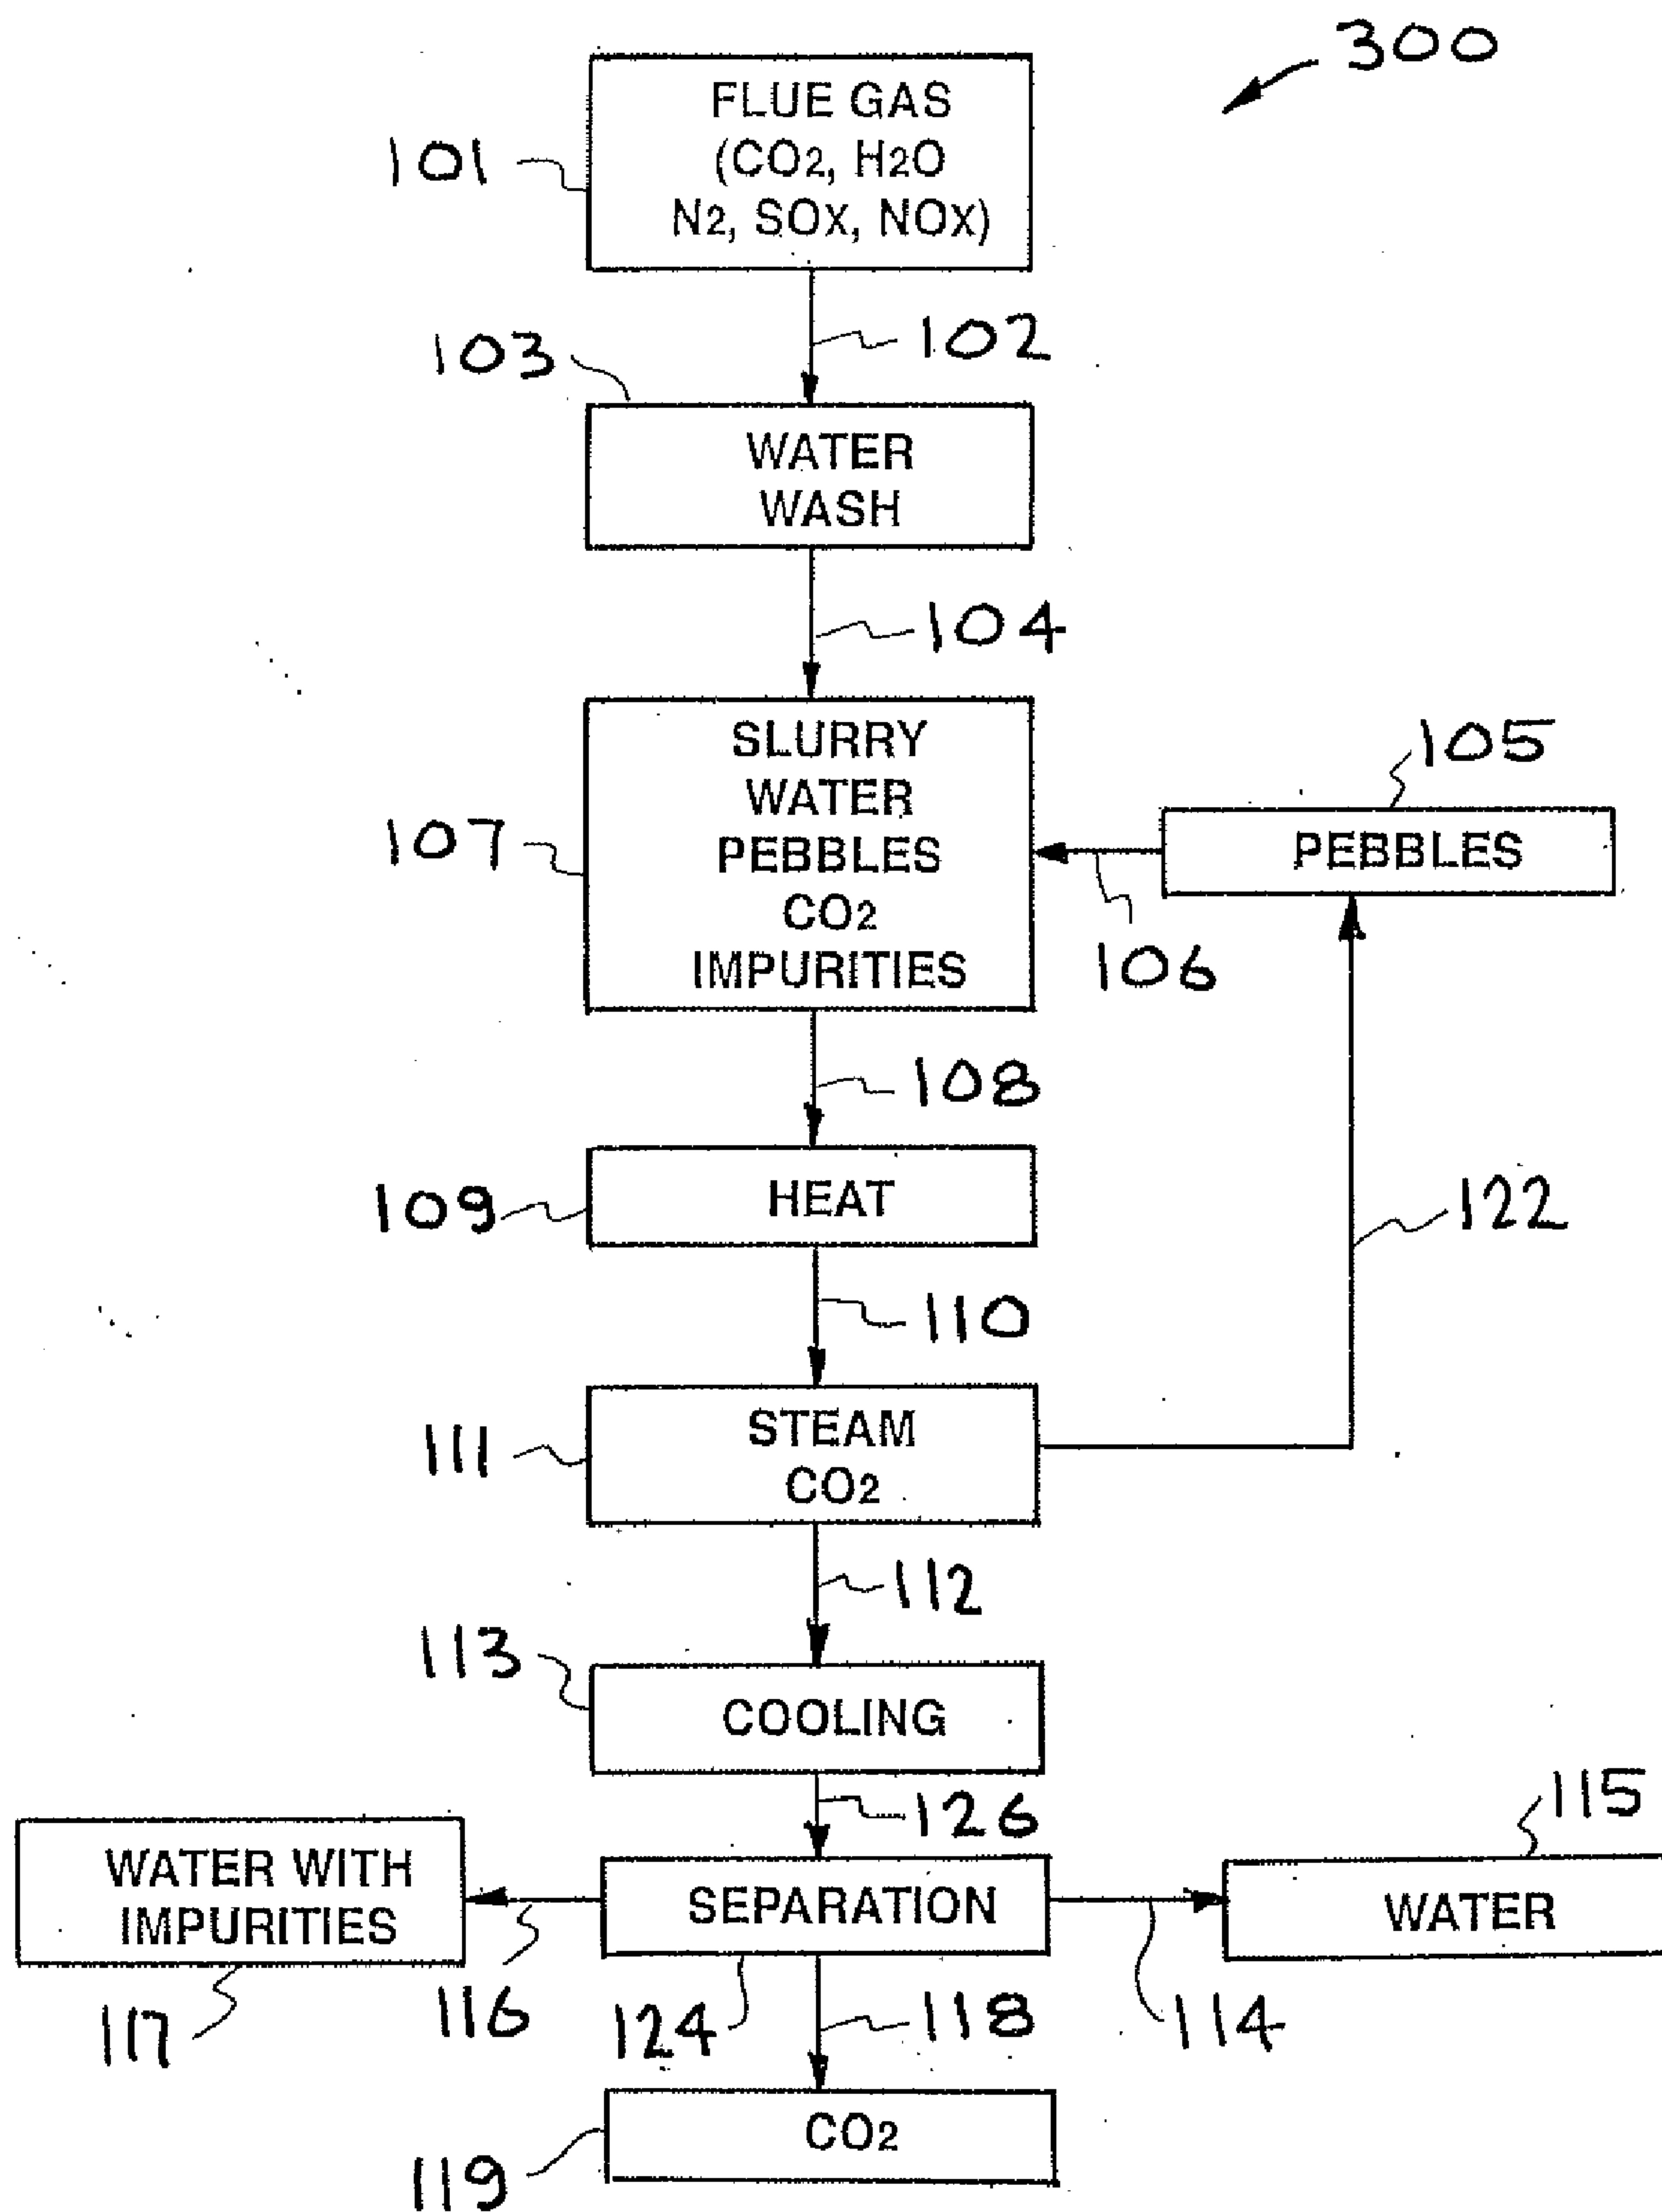 300
FLUE GAS
101
(CO2, H2O
N2, SOX, NOX)
102
103
WATER
WASH
104
SLURRY
WATER
PEBBLES
CO2
IMPURITIES
107
105
PEBBLES
106
108
HEAT
109
122
110
STEAM
CO2
111
112
113
COOLING
126
115
WATER WITH
IMPURITIES
SEPARATION
WATER
117
116
124
118
114
CO2
119